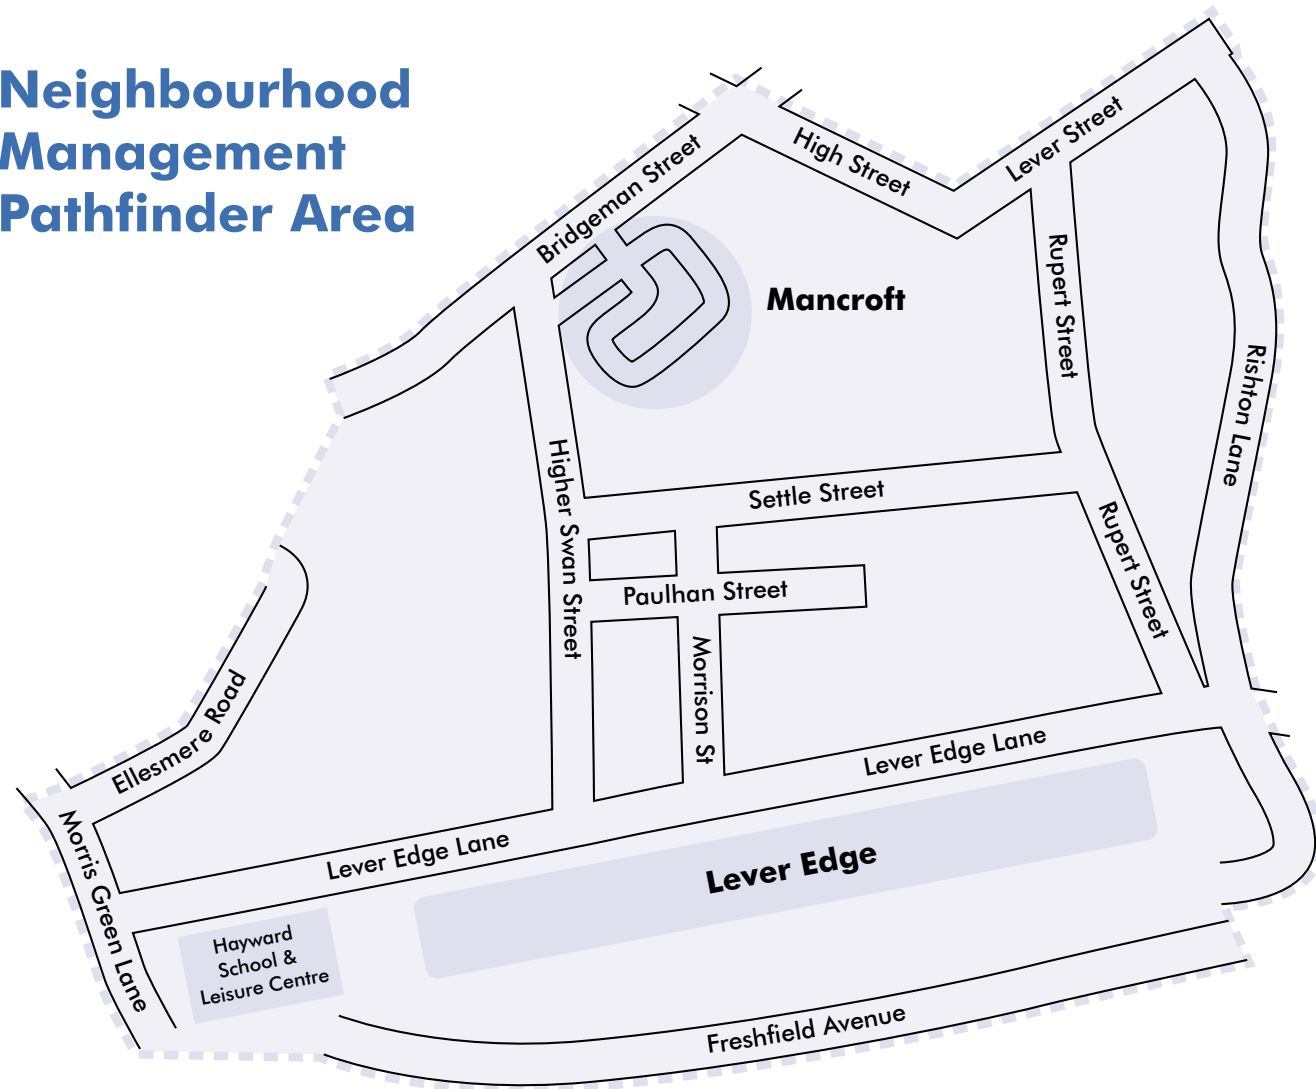 Neighbourhood
Management
Pathfinder Area
Bridgeman Street
High Street
Lever Street
Mancroft
Rupert Street
Rishton Lane
Higher Swan Street
Settle Street
Rupert Street
Paulhan Street
Morrison St
Ellesmere Road
Lever Edge Lane
Morris Green Lane
Lever Edge Lane
Lever Edge
Hayward
School &
Leisure Centre
Freshfield Avenue